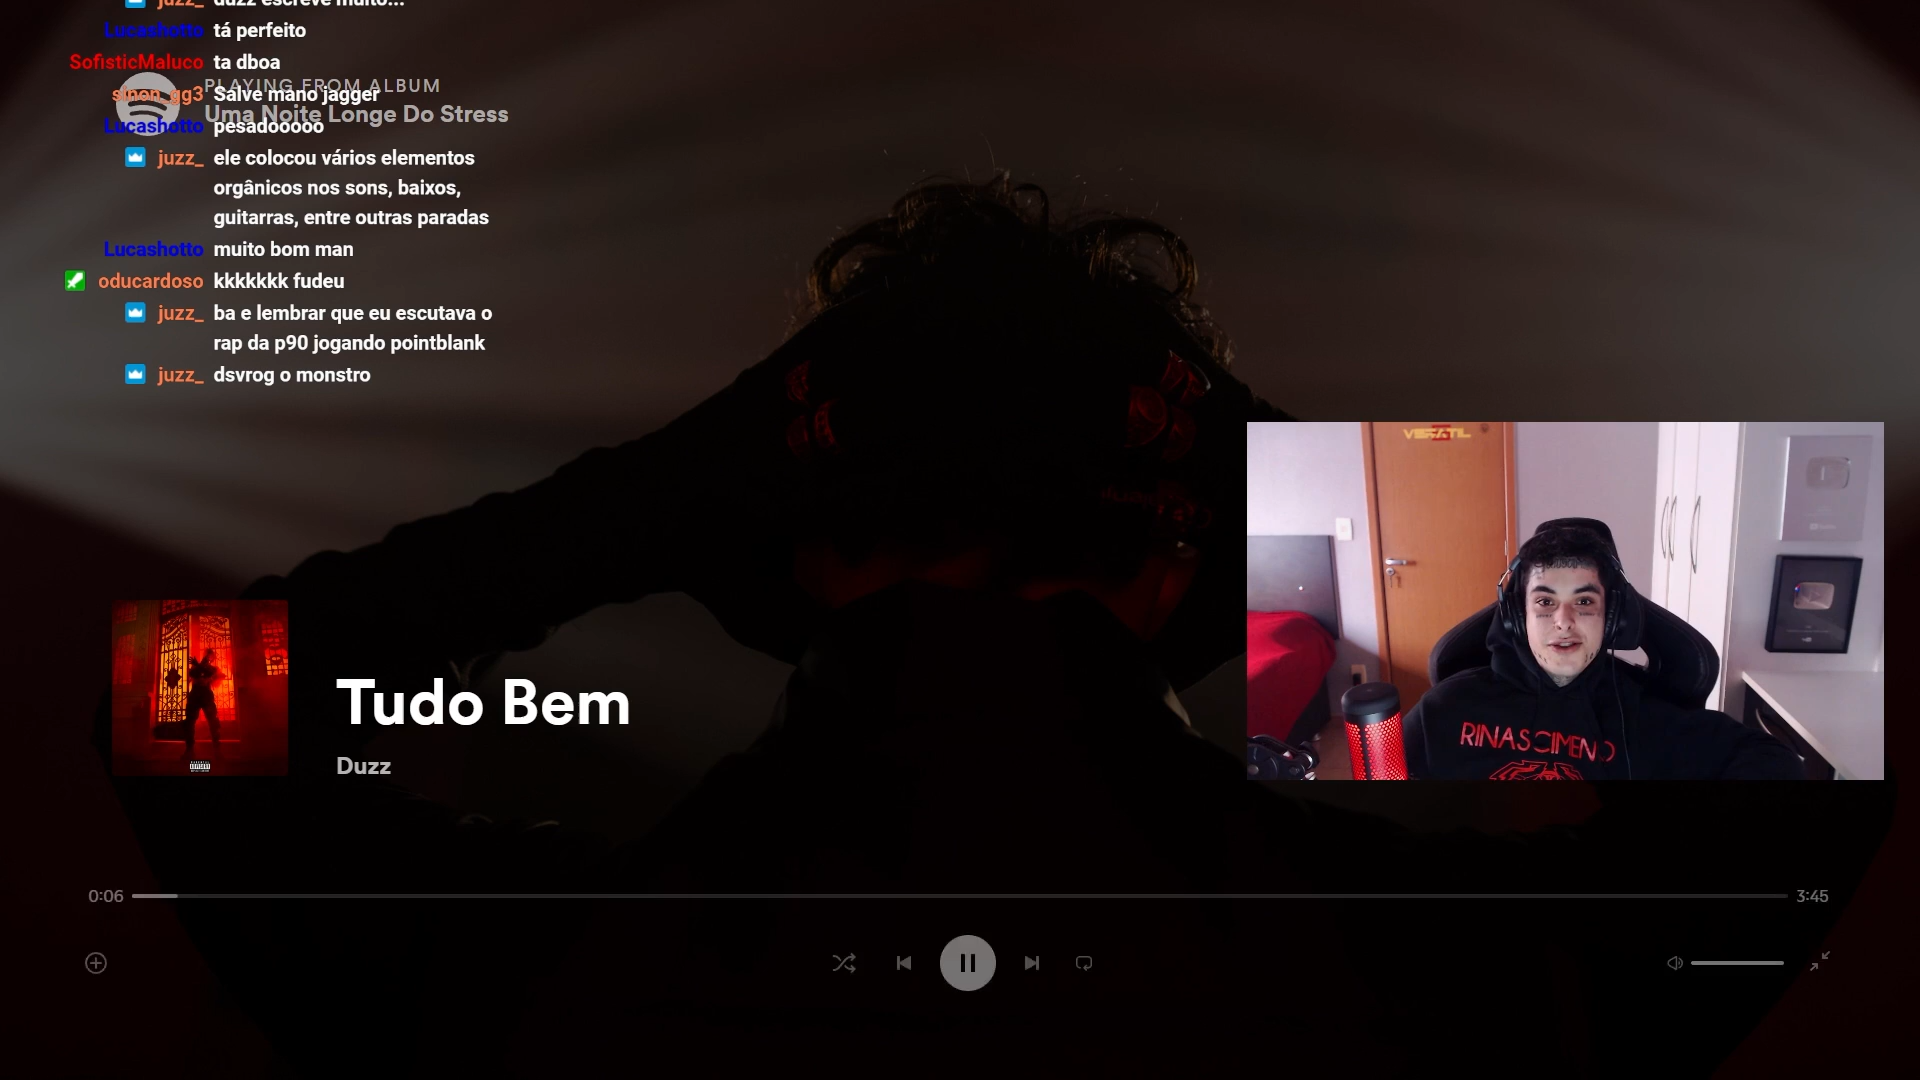 juzz_ duzz escreve muito...
Lucashotto tá perfeito
SofisticMaluco ta dboa
PLAYING FROM ALBUM
sinon_gg3 Salve mano jagger
Uma Noite Longe Do Stress
Lucashotto pesadooooo
juzz_ ele colocou vários elementos
orgânicos nos sons, baixos,
guitarras, entre outras paradas
Lucashotto muito bom man
oducardoso kkkkkkk fudeu
juzz_ ba e lembrar que eu escutava o
rap da p90 jogando pointblank
juzz_ dsvrog o monstro
VERSATIL
RINASCIMENTO
Tudo Bem
Duzz
0:06
3:45